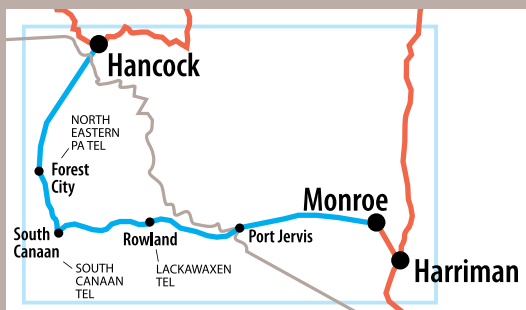 Hancock
NORTH
EASTERN
PA TEL
Forest
City
Monroe
South
Canaan
Rowland
Port Jervis
SOUTH
CANAAN
TEL
LACKAWAXEN
TEL
Harriman